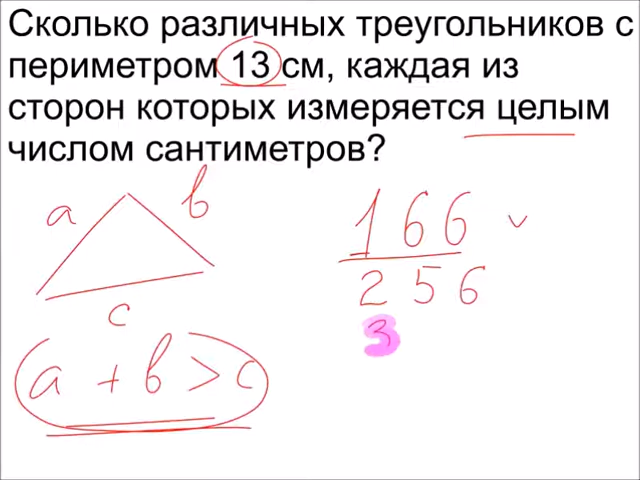 Сколько различных треугольников с
периметром 13 см, каждая из
сторон которых измеряется целым
числом сантиметров?
a b
1 6 6
2 5 6
c
3
a + b > c